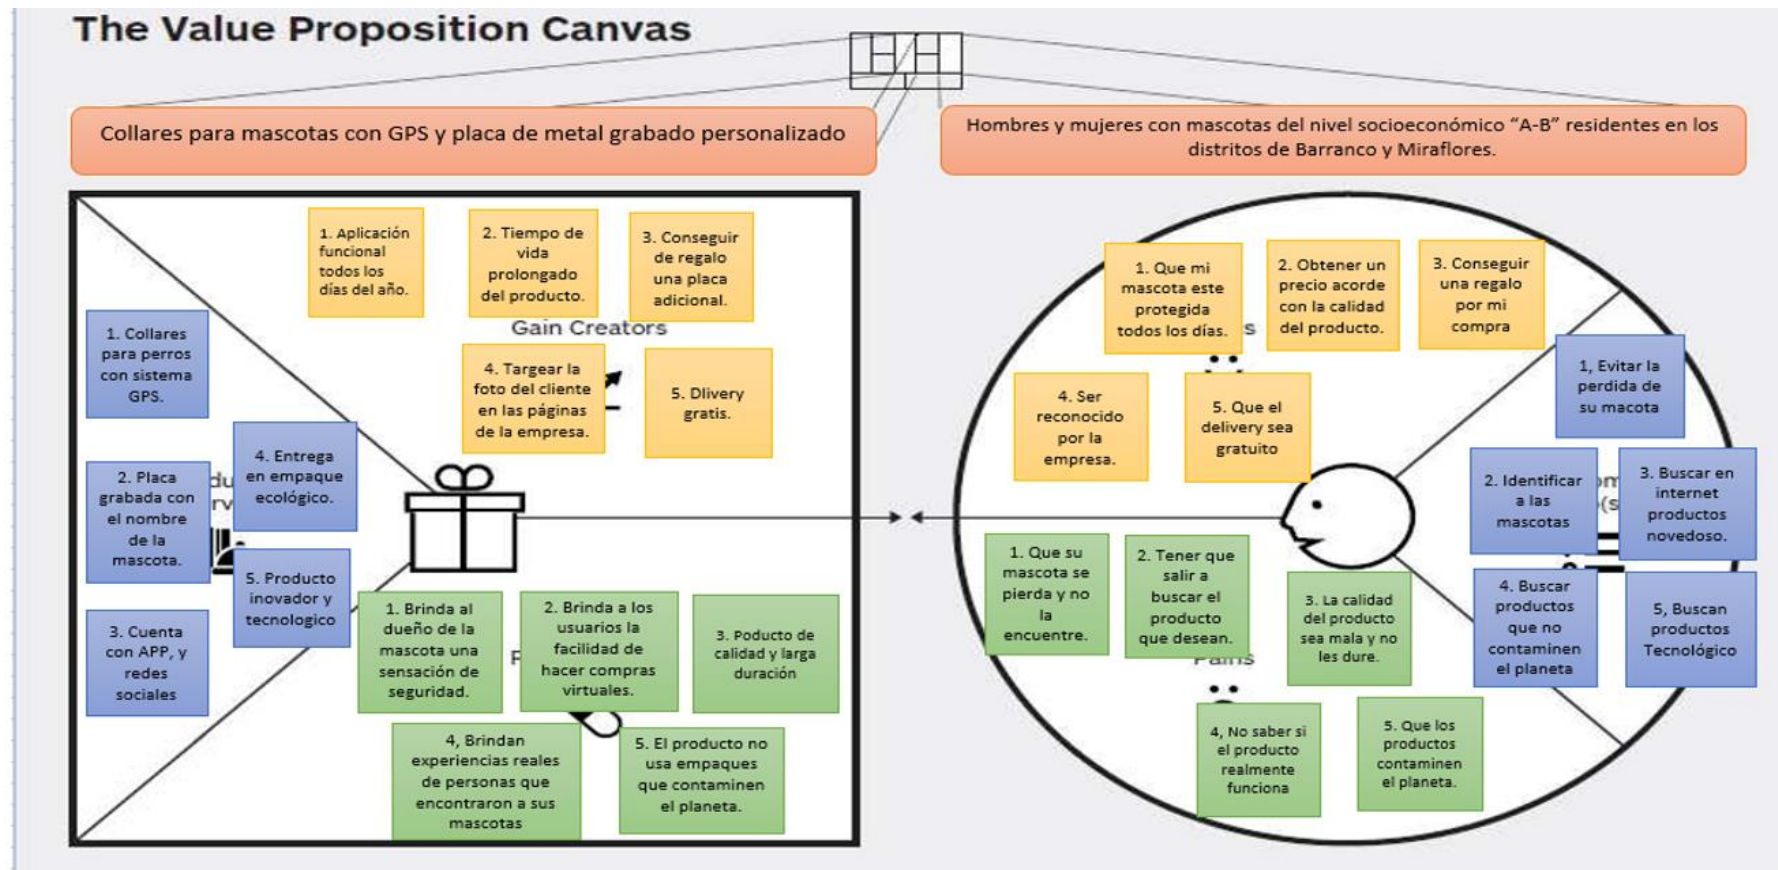 The Value Proposition Canvas
Collares para mascotas con GPS y placa de metal grabado personalizado
Hombres y mujeres con mascotas del nivel socioeconómico “A-B” residentes en los
distritos de Barranco y Miraflores.
1. Aplicación
funcional
todos los
días del año.
2. Tiempo de
vida
prolongado
del producto.
3. Conseguir
de regalo
una placa
adicional.
Gain Creators
4. Targear la
foto del cliente
en las páginas
de la empresa.
5. Dlivery
gratis.
1. Collares
para perros
con sistema
GPS.
4. Entrega
en empaque
ecológico.
2. Placa
grabada con
el nombre
de la
mascota.
5. Producto
inovador y
tecnologico
3. Cuenta
con APP, y
redes
sociales
1. Brinda al
dueño de la
mascota una
sensación de
seguridad.
2. Brinda a los
usuarios la
facilidad de
hacer compras
virtuales.
3. Poducto de
calidad y larga
duración
4, Brindan
experiencias reales
de personas que
encontraron a sus
mascotas
5. El producto no
usa empaques
que contaminen
el planeta.
1. Que mi
mascota este
protegida
todos los días.
2. Obtener un
precio acorde
con la calidad
del producto.
3. Conseguir
una regalo
por mi
compra
4. Ser
reconocido
por la
empresa.
5. Que el
delivery sea
gratuito
1, Evitar la
perdida de
su macota
2. Identificar
a las
mascotas
3. Buscar en
internet
productos
novedoso.
4. Buscar
productos
que no
contaminen
el planeta
5, Buscan
productos
Tecnológico
1. Que su
mascota se
pierda y no
la
encuentre.
2. Tener que
salir a
buscar el
producto
que desean.
3. La calidad
del producto
sea mala y no
les dure.
Pains
4, No saber si
el producto
realmente
funciona
5. Que los
productos
contaminen
el planeta.